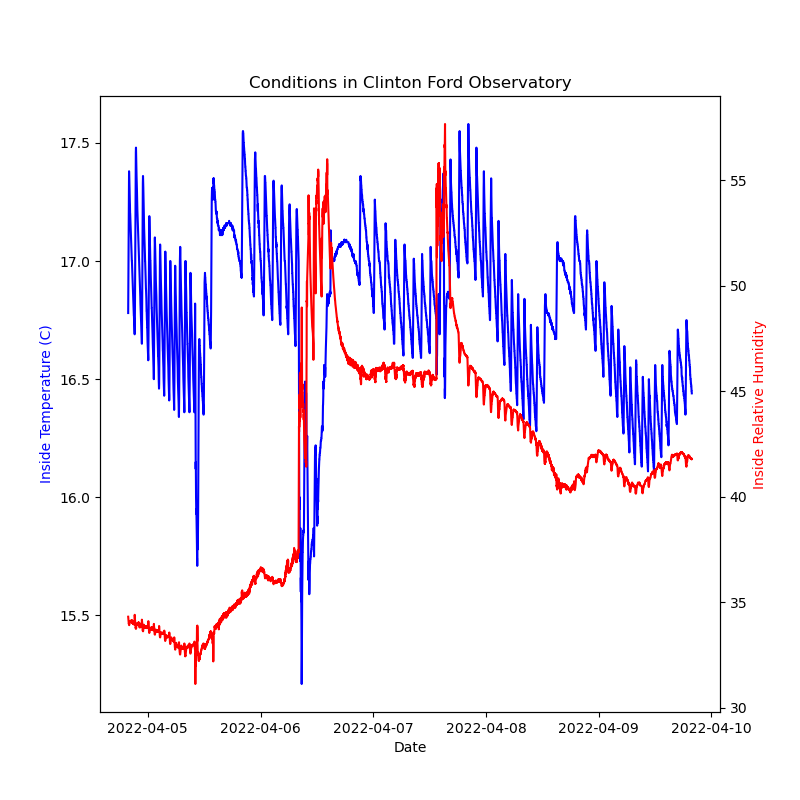 Conditions in Clinton Ford Observatory
Inside Temperature (C)
17.5
17.0
16.5
16.0
15.5
55
50
45
40
35
30
Inside Relative Humidity
2022-04-05 2022-04-06 2022-04-07 2022-04-08 2022-04-09 2022-04-10
Date